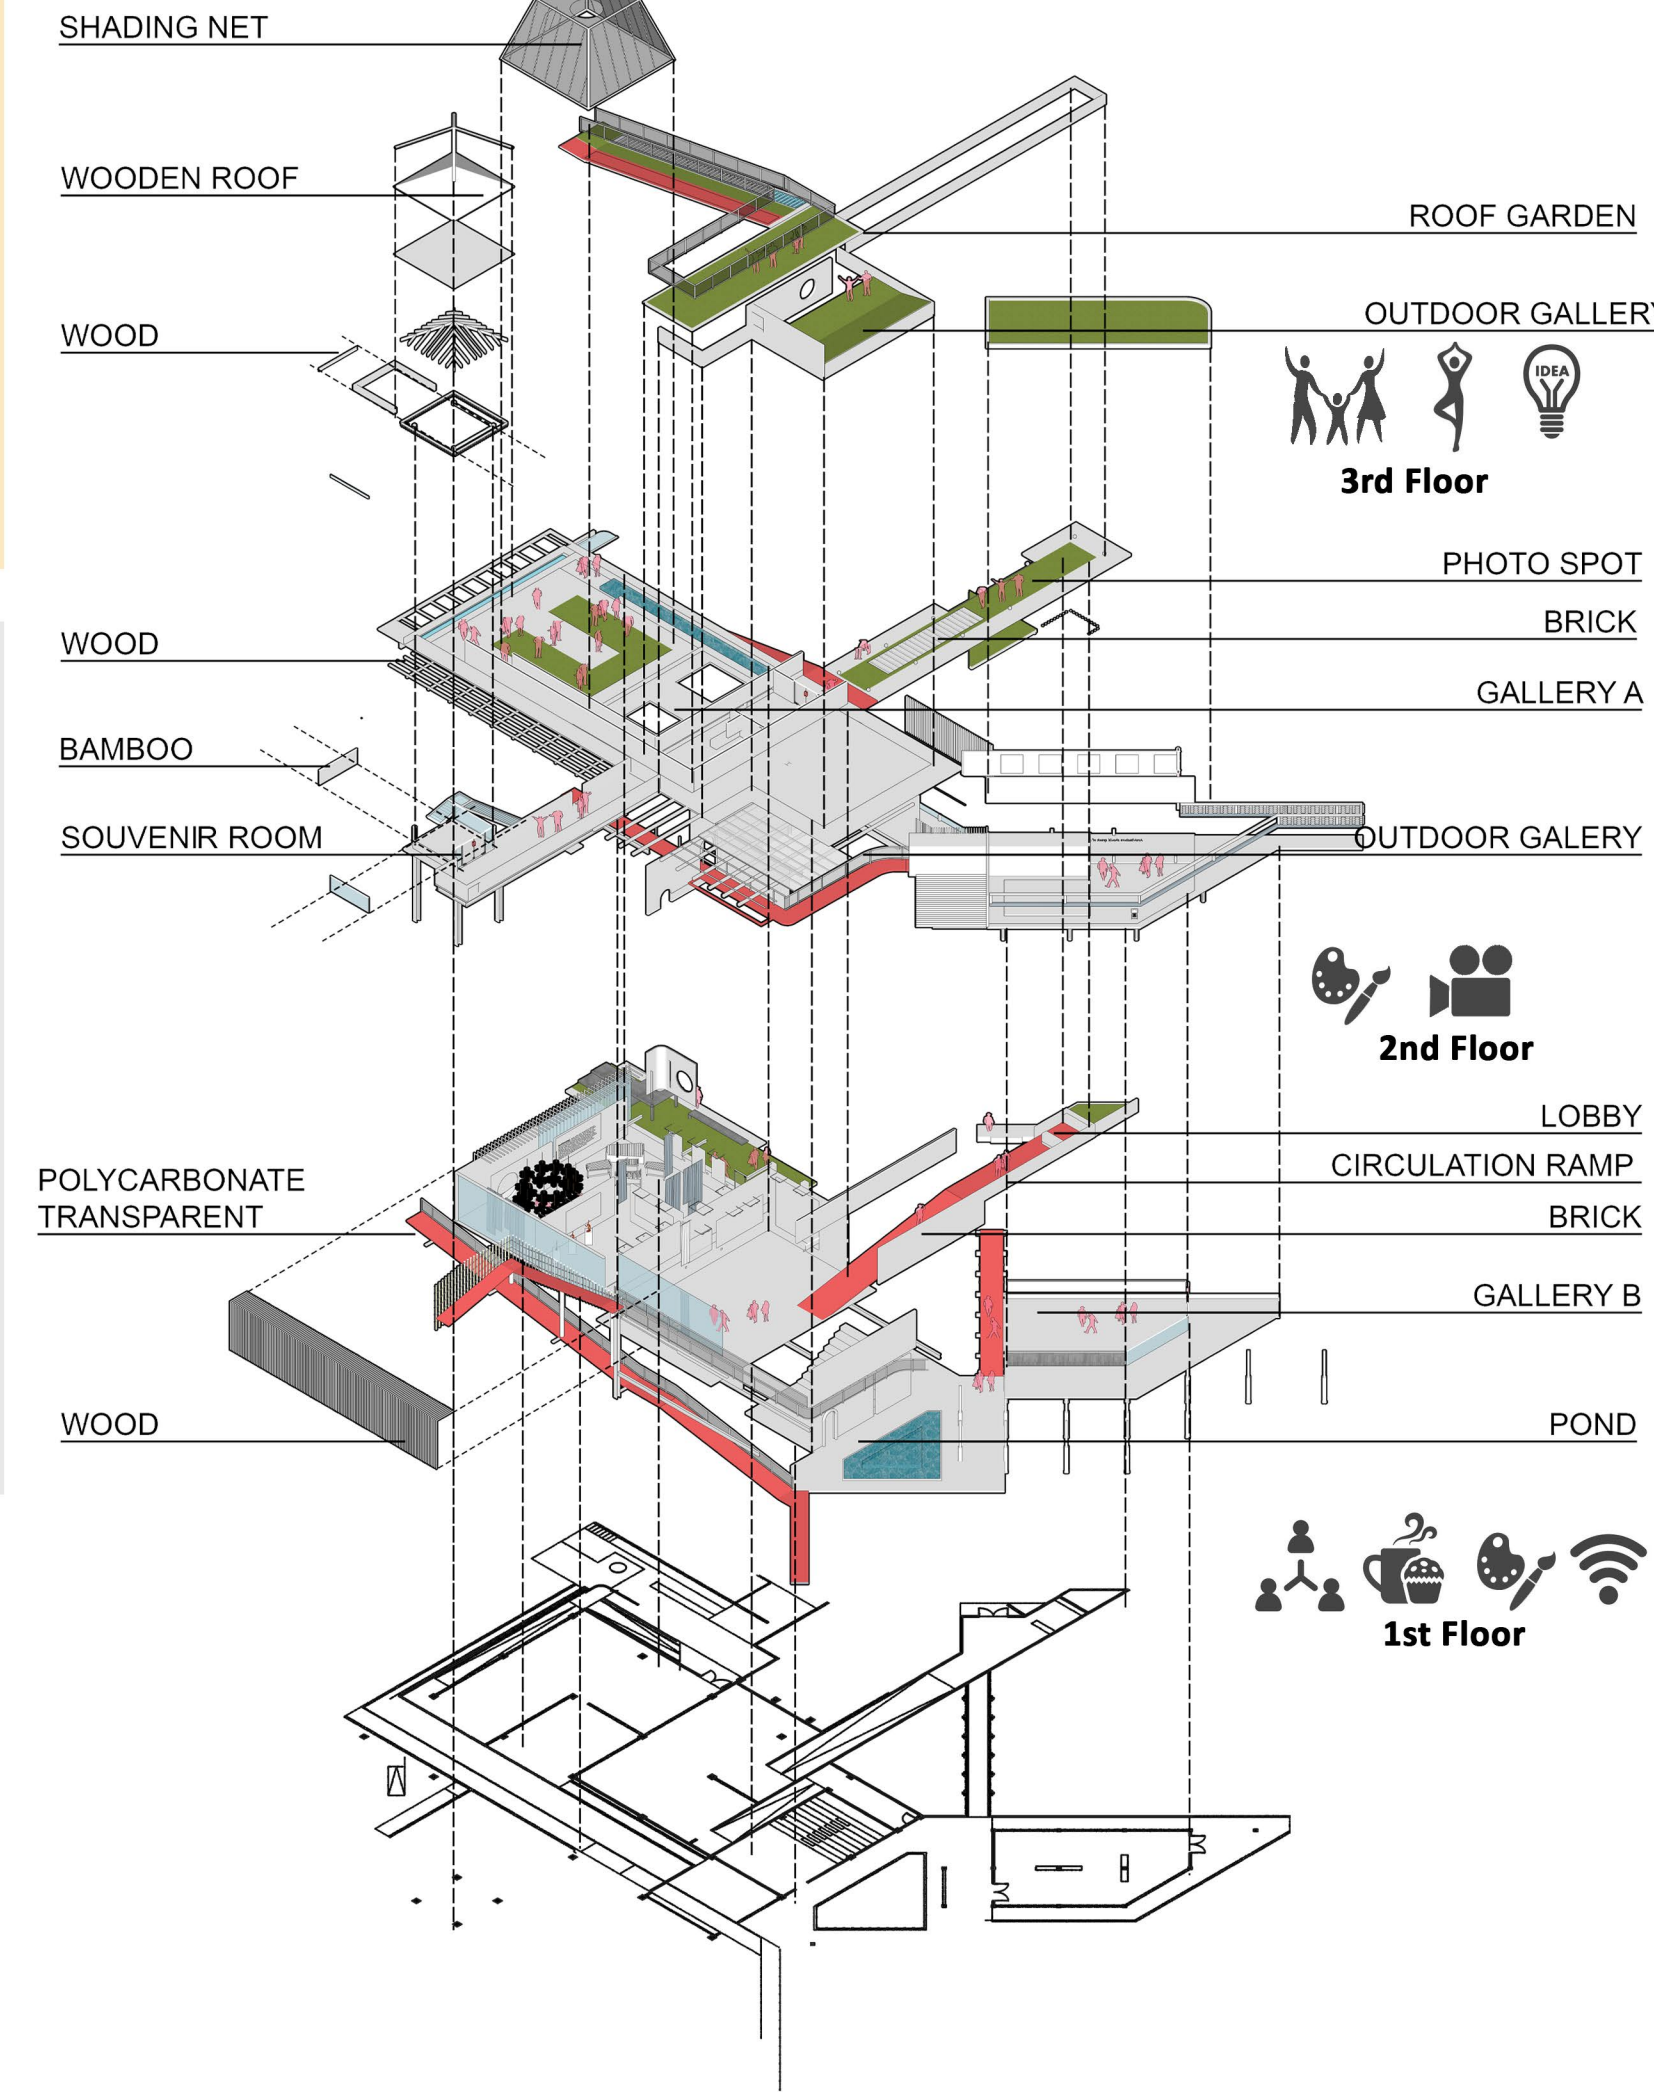 SHADING NET
WOODEN ROOF
ROOF GARDEN
OUTDOOR GALLERY
WOOD
IDEA
3rd Floor
PHOTO SPOT
BRICK
WOOD
GALLERY A
BAMBOO
SOUVENIR ROOM
OUTDOOR GALERY
2nd Floor
LOBBY
CIRCULATION RAMP
POLYCARBONATE
TRANSPARENT
BRICK
GALLERY B
WOOD
POND
1st Floor